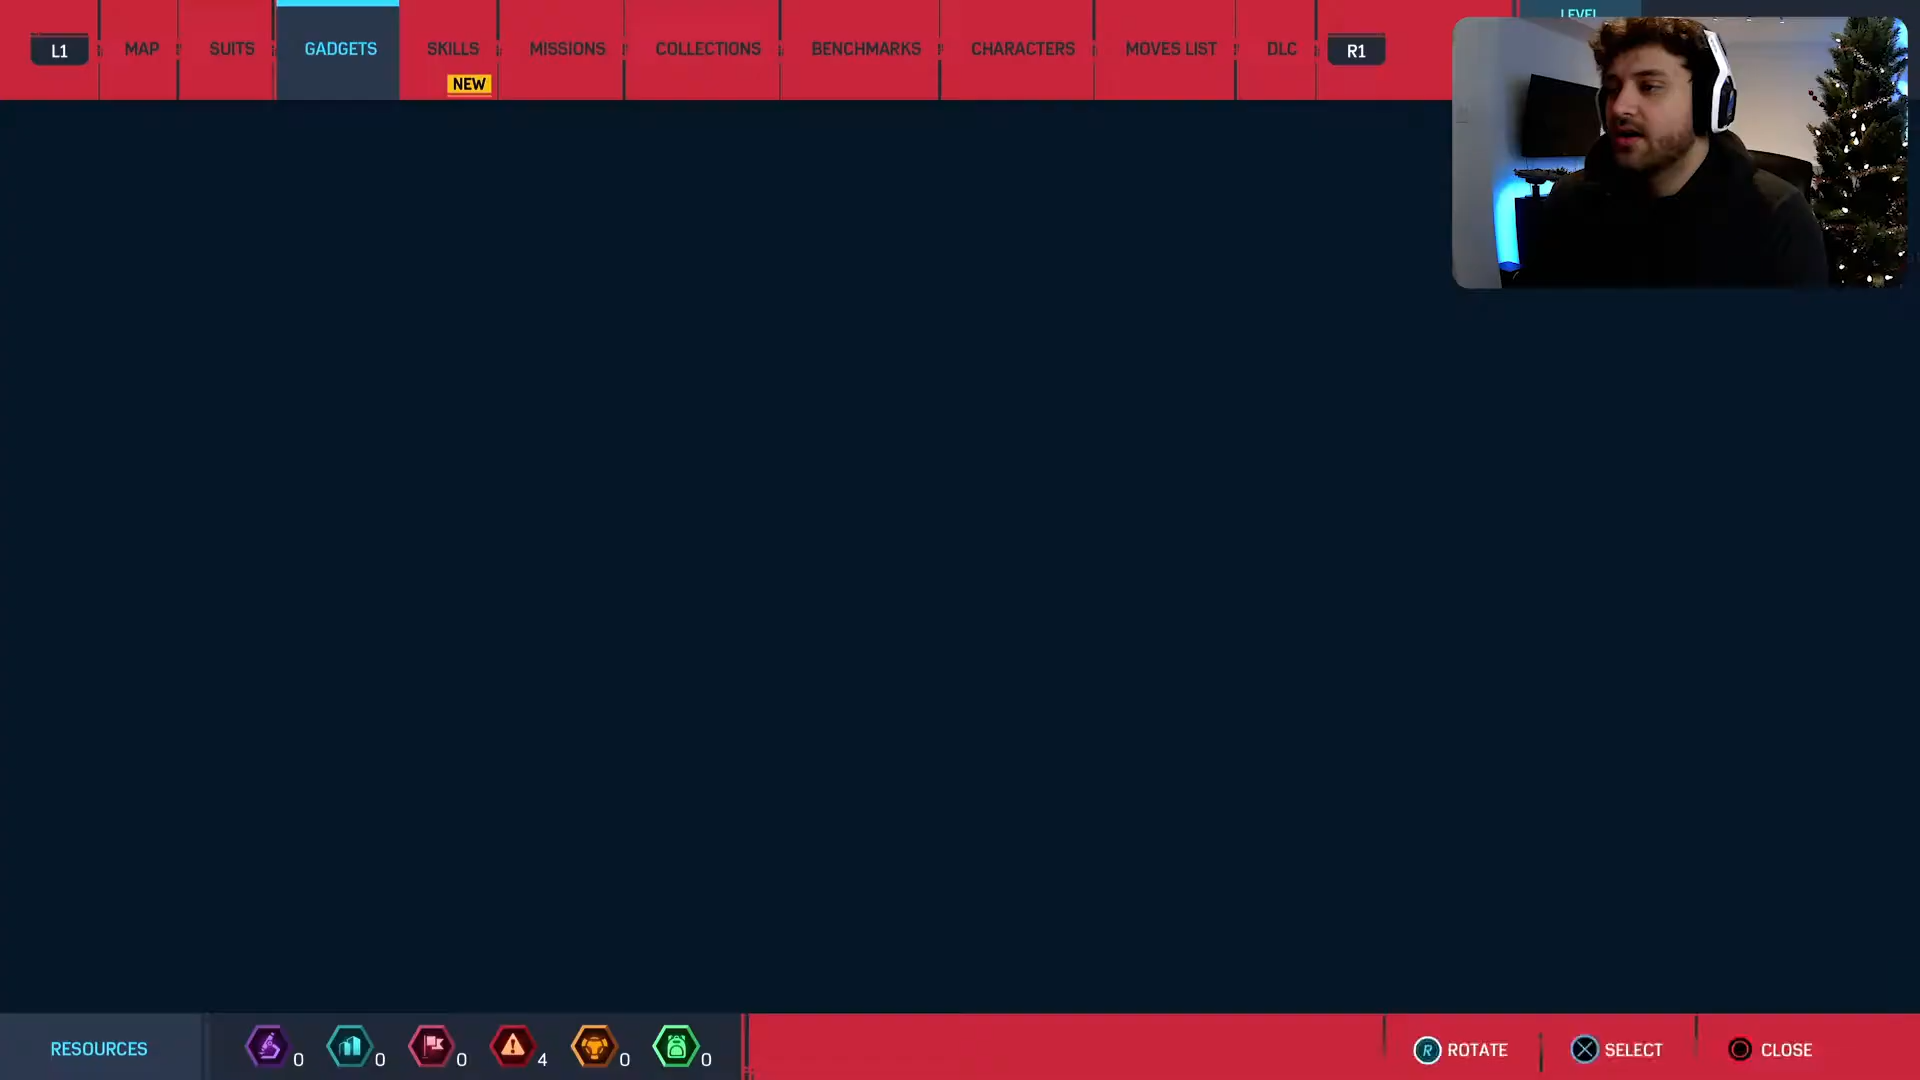 LEVEL
L1 MAP SUITS GADGETS SKILLS MISSIONS COLLECTIONS BENCHMARKS CHARACTERS MOVES LIST DLC R1
NEW
RESOURCES 0 0 0 4 0 0 R ROTATE SELECT CLOSE